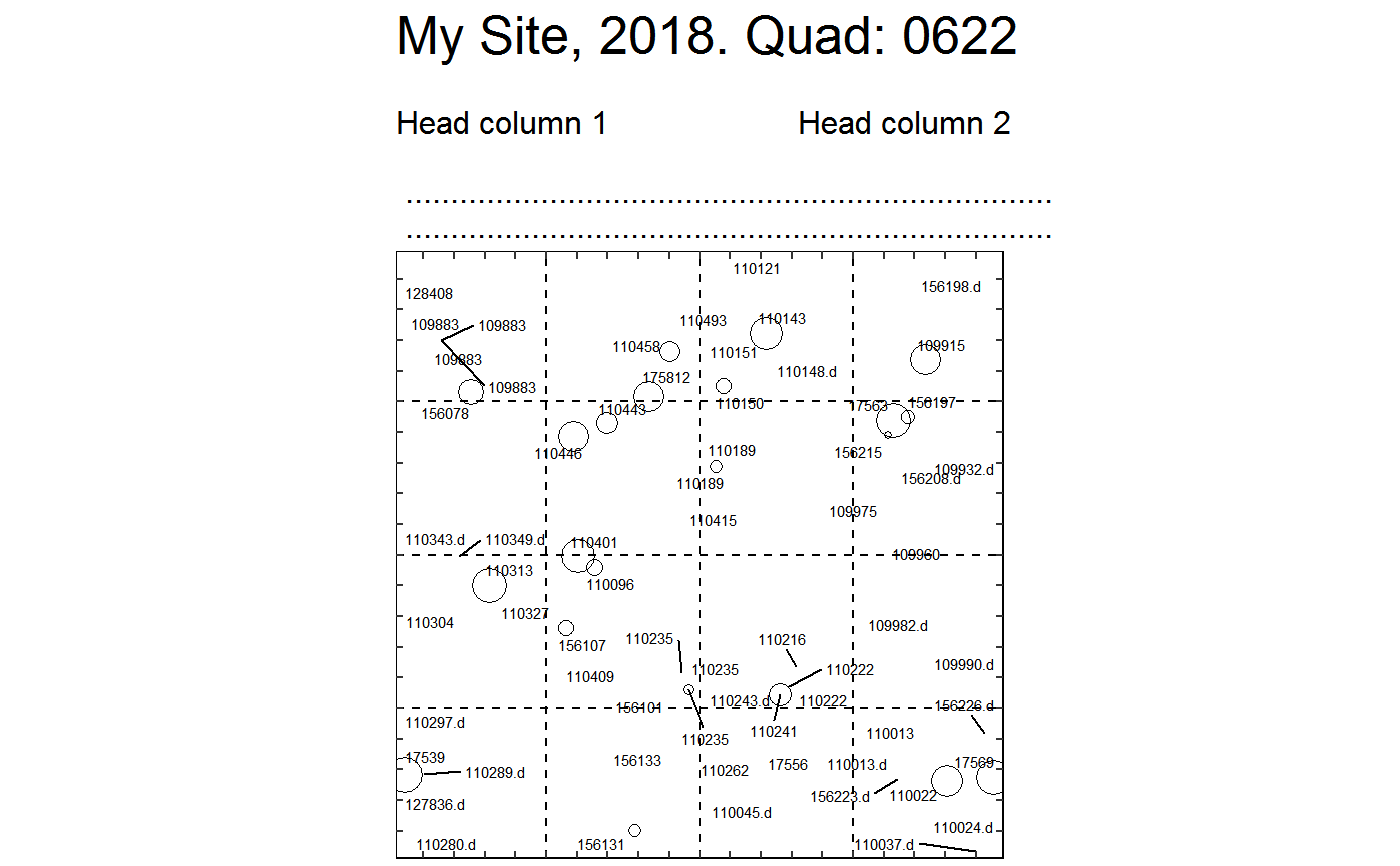 My Site, 2018. Quad: 0622
Head column 1 Head column 2
110121
156198.d
128408
110493 110143
109883 109883
110458 110151 109915
109883
110148.d
175812
109883
110150 156197
17563
110443
156078
110446 110189 156215
109932.d
156208.d
110189
109975
110415
110343.d 110349.d 110401
109960
110313
110096
110327
110304 109982.d
110235 110216
156107
109990.d
110235 110222
110409
110243.d 110222
156101 156226.d
110297.d
110241 110013
110235
17539 156133 17556 110013.d 17569
110289.d 110262
156223.d 110022
127836.d
110045.d
110024.d
110280.d 156131 110037.d